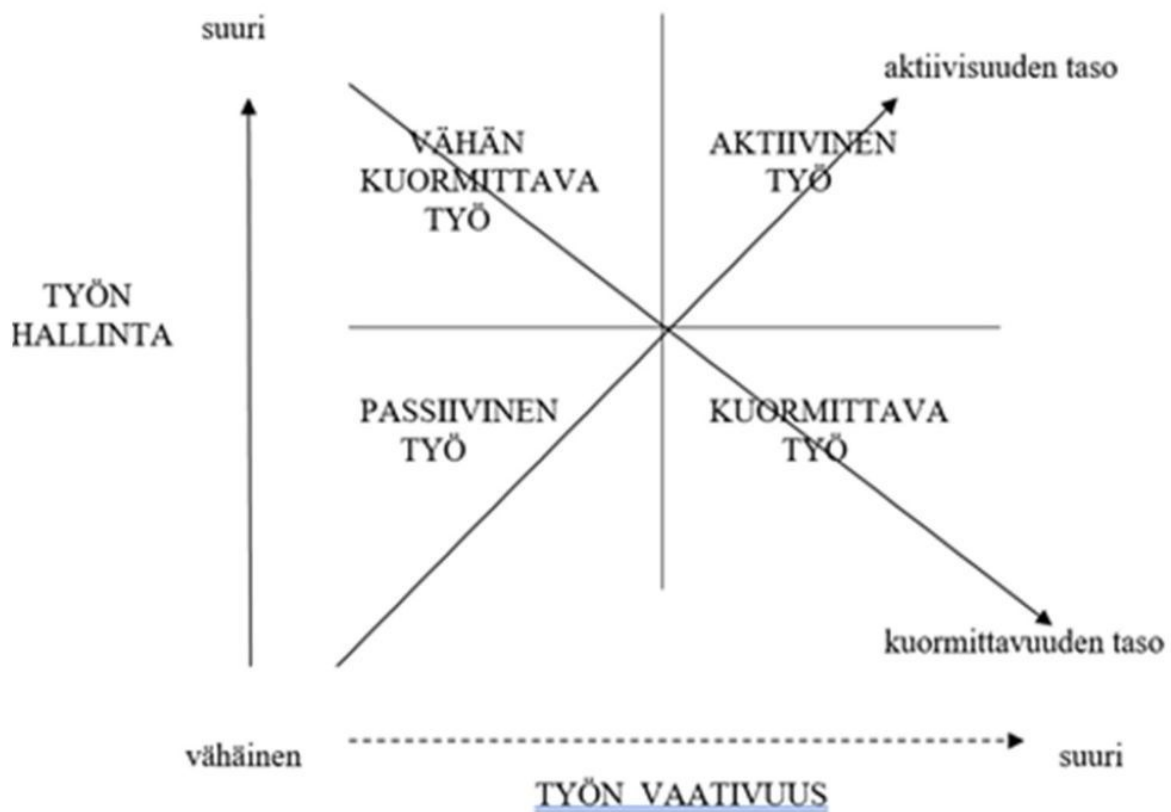 suuri
aktiivisuuden taso
VÄHÄN
KUORMITTAVA
TYÖ
AKTIIVINEN
TYÖ
TYÖN
HALLINTA
PASSIIVINEN
TYÖ
KUORMITTAVA
TYÖ
kuormittavuuden taso
vähäinen
suuri
TYÖN VAATIVUUS